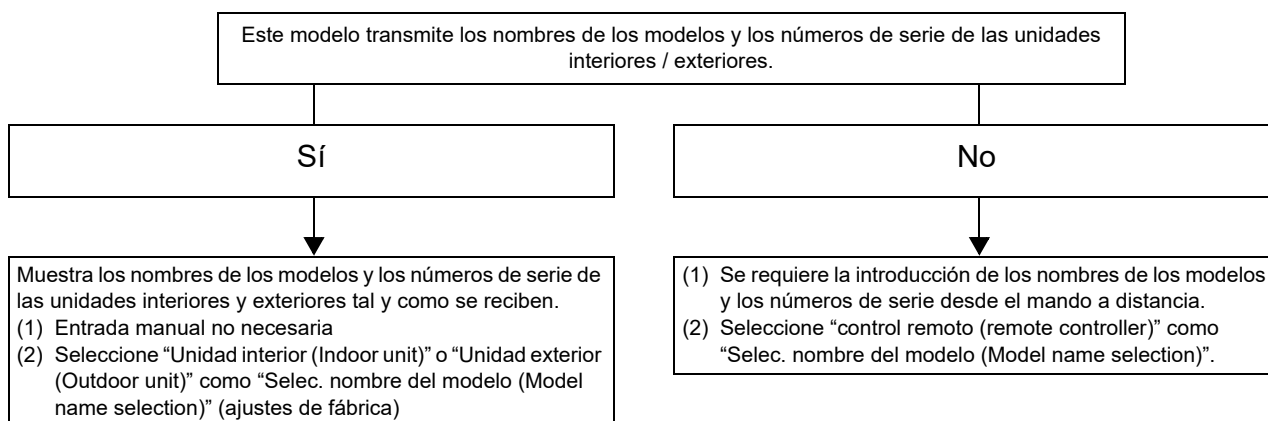 Este modelo transmite los nombres de los modelos y los números de serie de las unidades
interiores / exteriores.
Sí
No
Muestra los nombres de los modelos y los números de serie de
las unidades interiores y exteriores tal y como se reciben.
(1) Entrada manual no necesaria
(2) Seleccione “Unidad interior (Indoor unit)” o “Unidad exterior
(Outdoor unit)” como “Selec. nombre del modelo (Model
name selection)” (ajustes de fábrica)
(1) Se requiere la introducción de los nombres de los modelos
y los números de serie desde el mando a distancia.
(2) Seleccione “control remoto (remote controller)” como
“Selec. nombre del modelo (Model name selection)”.